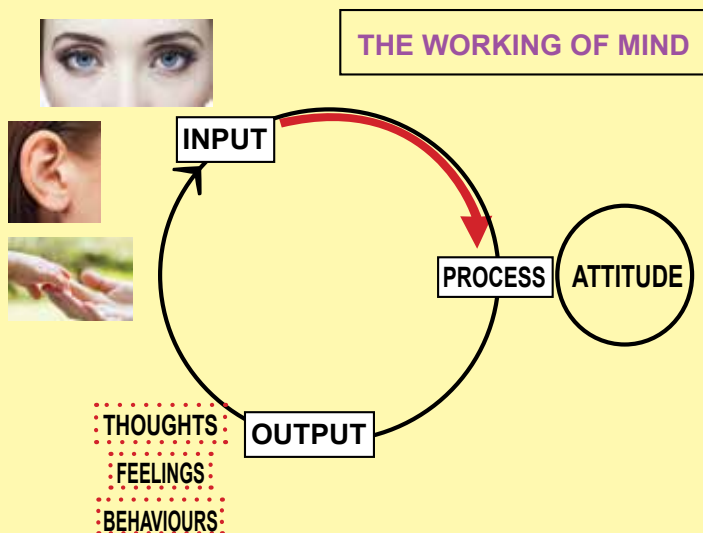 THE WORKING OF MIND
INPUT
PROCESS
ATTITUDE
OUTPUT
THOUGHTS
FEELINGS
BEHAVIOURS